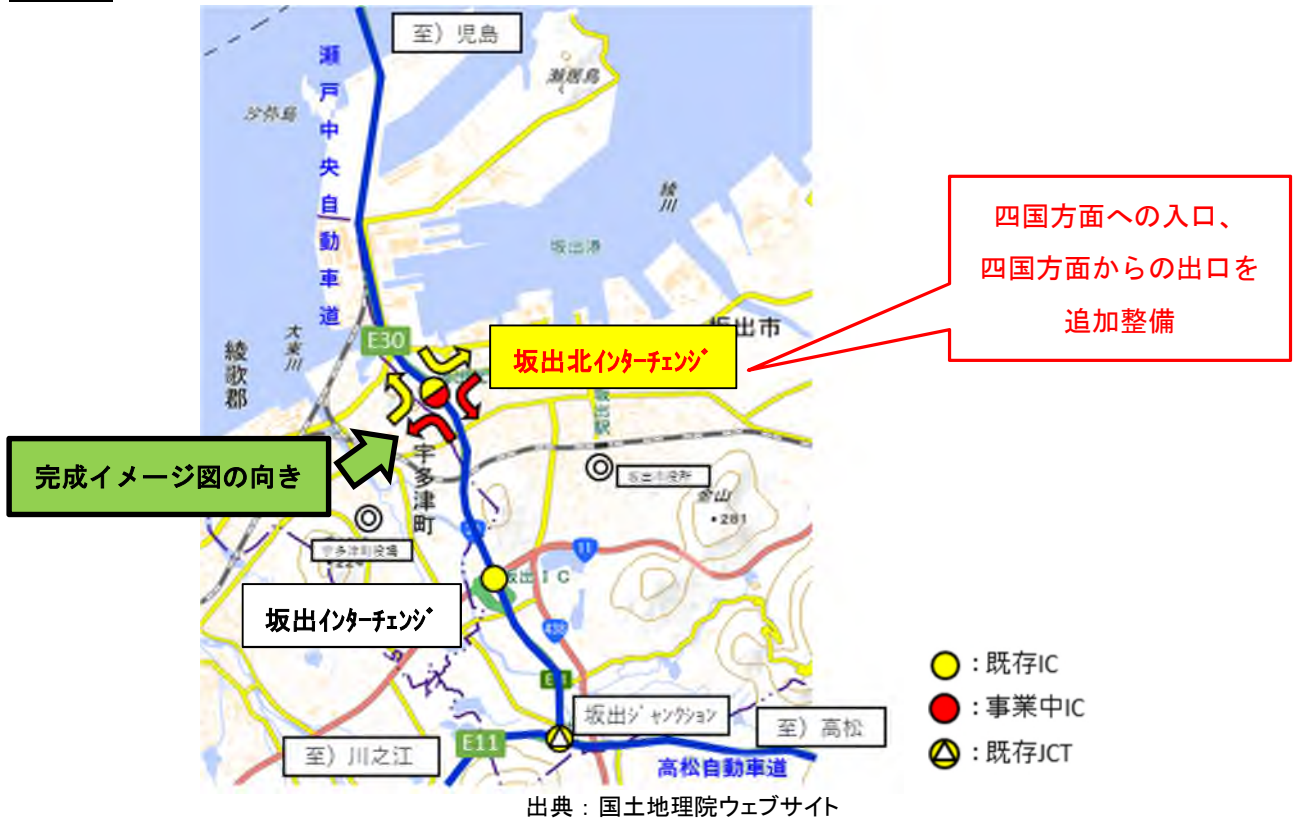 至）児島
瀬居島
沙弥島
瀬戸中央自動車道
綾川
坂出港
坂出市
大束川
E30
坂出北インターチェンジ
四国方面への入口、
四国方面からの出口を
追加整備
綾歌郡
完成イメージ図の向き
宇多津町
坂出市役所
金山
・281
宇多津町役場
11
坂出IC
坂出インターチェンジ
438
坂出ジャンクション
至）高松
至）川之江
E11
高松自動車道
：既存IC
：事業中IC
：既存JCT
出典：国土地理院ウェブサイト